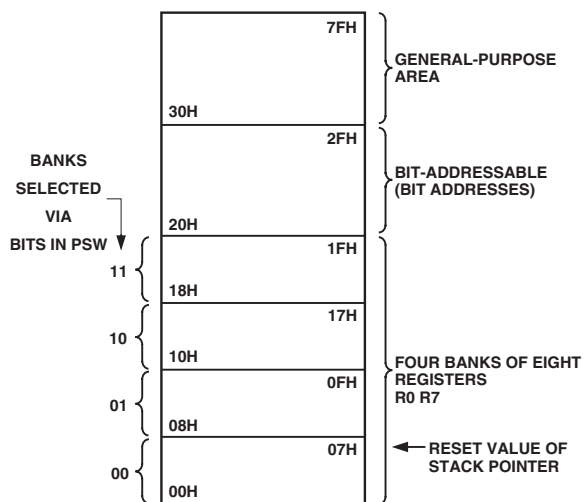 7FH
GENERAL-PURPOSE
AREA
30H
2FH
BANKS
SELECTED
VIA
BITS IN PSW
BIT-ADDRESSABLE
(BIT ADDRESSES)
20H
1FH
11
18H
17H
10
10H
FOUR BANKS OF EIGHT
REGISTERS
R0 R7
0FH
01
08H
07H
RESET VALUE OF
STACK POINTER
00
00H